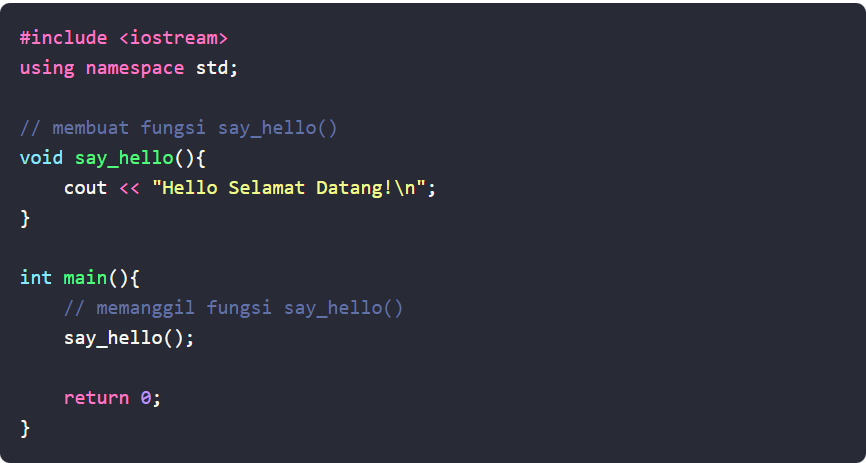 #include <iostream>
using namespace std;
// membuat fungsi say_hello()
void say_hello(){
    cout << "Hello Selamat Datang!\n";
}
int main(){
    // memanggil fungsi say_hello()
    say_hello();
    return 0;
}